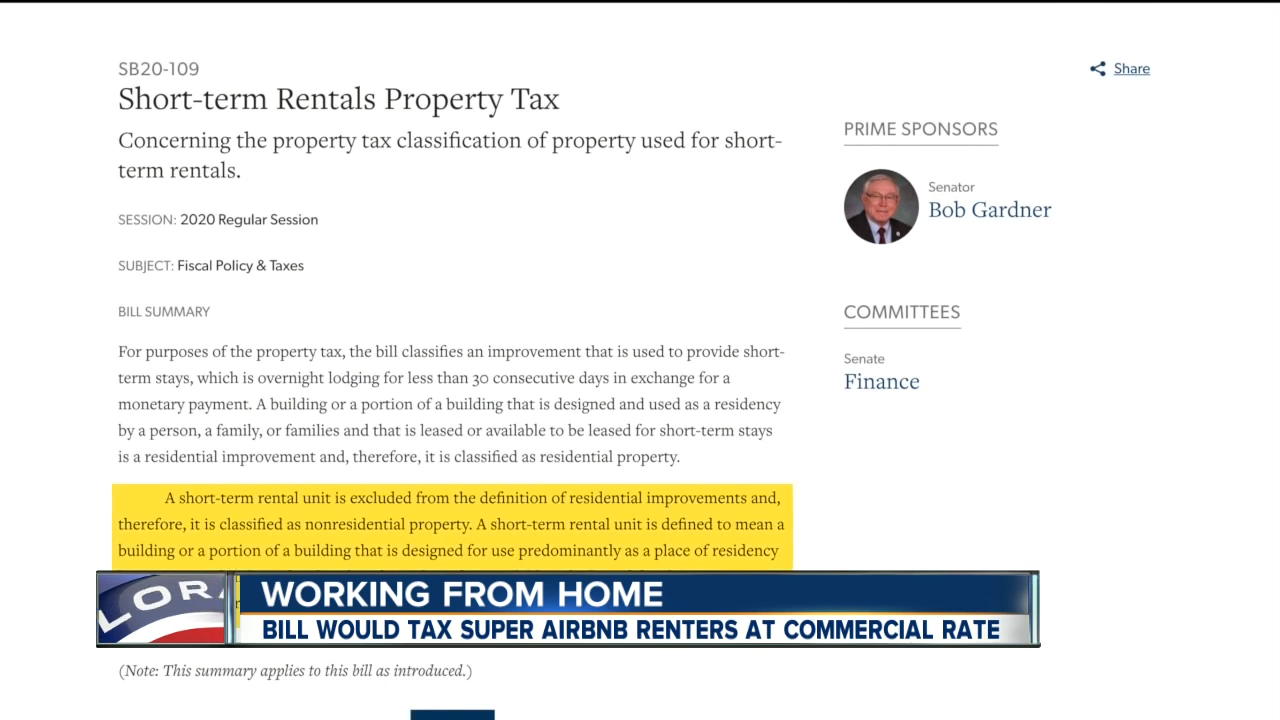 SB20-109
Short-term Rentals Property Tax
Concerning the property tax classification of property used for short-
term rentals.
SESSION: 2020 Regular Session
SUBJECT: Fiscal Policy & Taxes
BILL SUMMARY
For purposes of the property tax, the bill classifies an improvement that is used to provide short-
term stays, which is overnight lodging for less than 30 consecutive days in exchange for a
monetary payment. A building or a portion of a building that is designed and used as a residency
by a person, a family, or families and that is leased or available to be leased for short-term stays
is a residential improvement and, therefore, it is classified as residential property.
A short-term rental unit is excluded from the definition of residential improvements and,
therefore, it is classified as nonresidential property. A short-term rental unit is defined to mean a
building or a portion of a building that is designed for use predominantly as a place of residency
(Note: This summary applies to this bill as introduced.)
Share
PRIME SPONSORS
Senator
Bob Gardner
COMMITTEES
Senate
Finance
LORA
WORKING FROM HOME
BILL WOULD TAX SUPER AIRBNB RENTERS AT COMMERCIAL RATE